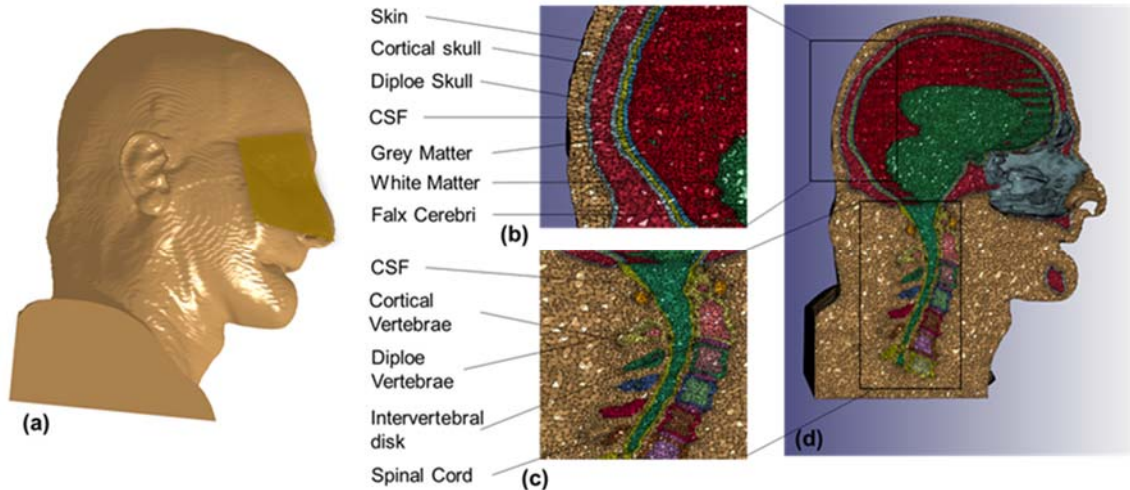 Skin
Cortical skull
Diploe Skull
CSF
Grey Matter
White Matter
Falx Cerebri
(b)
CSF
Cortical
Vertebrae
Diploe
Vertebrae
Intervertebral
disk
Spinal Cord
(a)
(c)
(d)